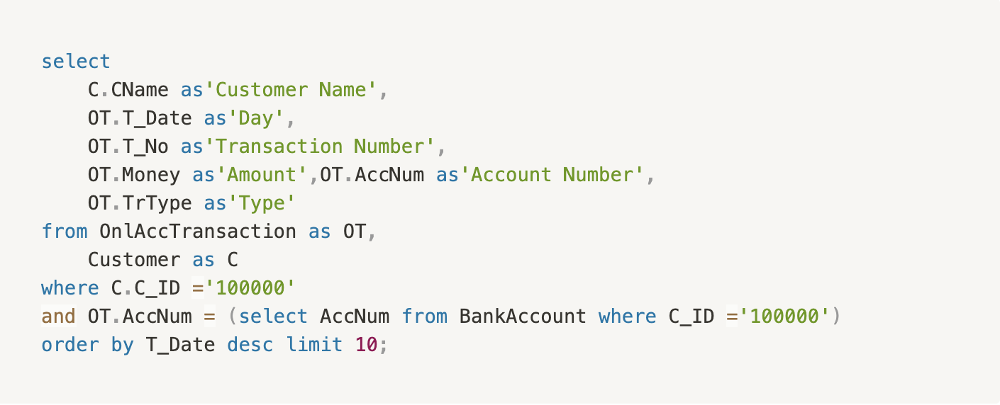 select
    C.CName as'Customer Name',
    OT.T_Date as'Day',
    OT.T_No as'Transaction Number',
    OT.Money as'Amount',OT.AccNum as'Account Number',
    OT.TrType as'Type'
from OnlAccTransaction as OT,
    Customer as C
where C.C_ID ='100000'
and OT.AccNum = (select AccNum from BankAccount where C_ID ='100000')
order by T_Date desc limit 10;